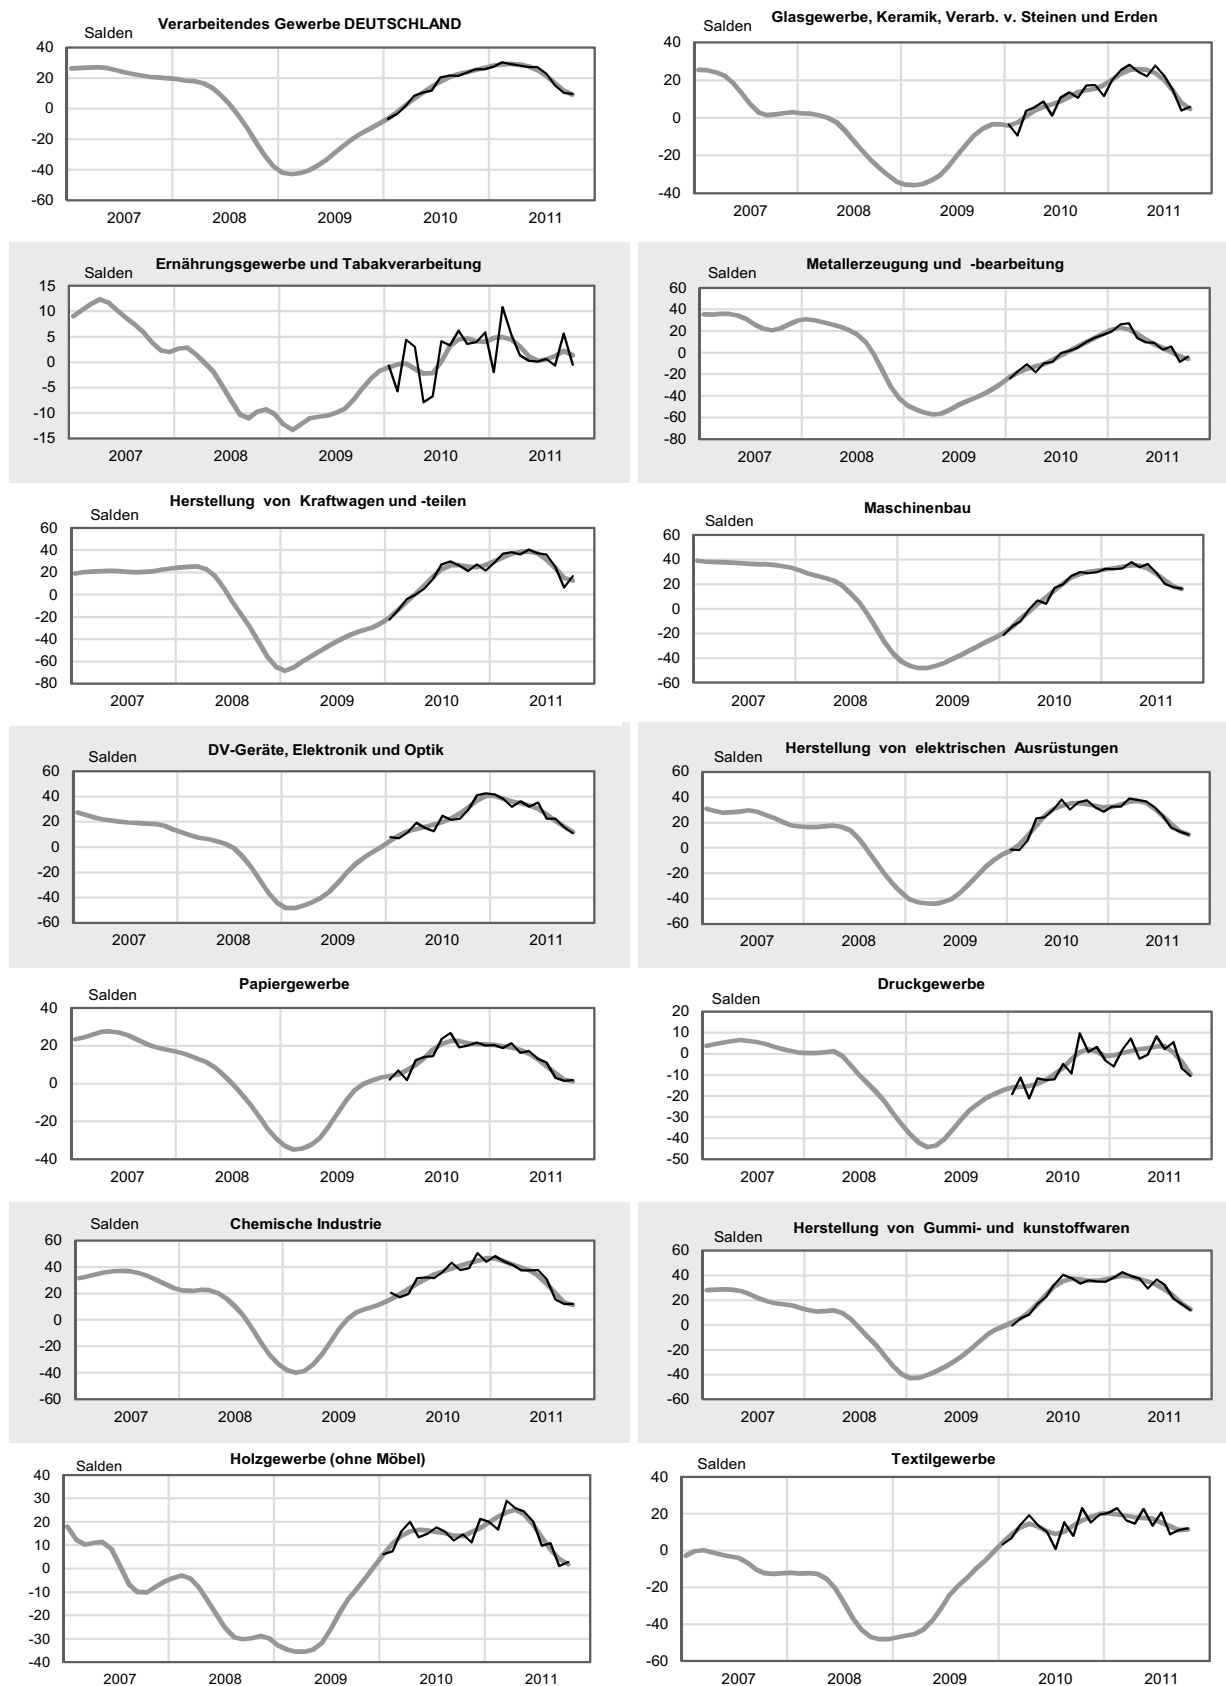 Verarbeitendes Gewerbe DEUTSCHLAND
Salden
40
20
0
-20
-40
-60
2007 2008 2009 2010 2011
Glasgewerbe, Keramik, Verarb. v. Steinen und Erden
Salden
40
20
0
-20
-40
2007 2008 2009 2010 2011
Ernährungsgewerbe und Tabakverarbeitung
Salden
15
10
5
0
-5
-10
-15
2007 2008 2009 2010 2011
Metallerzeugung und -bearbeitung
Salden
60
40
20
0
-20
-40
-60
-80
2007 2008 2009 2010 2011
Herstellung von Kraftwagen und -teilen
Salden
60
40
20
0
-20
-40
-60
-80
2007 2008 2009 2010 2011
Maschinenbau
Salden
60
40
20
0
-20
-40
-60
2007 2008 2009 2010 2011
DV-Geräte, Elektronik und Optik
Salden
60
40
20
0
-20
-40
-60
2007 2008 2009 2010 2011
Herstellung von elektrischen Ausrüstungen
Salden
60
40
20
0
-20
-40
-60
2007 2008 2009 2010 2011
Papiergewerbe
Salden
40
20
0
-20
-40
2007 2008 2009 2010 2011
Druckgewerbe
Salden
20
10
0
-10
-20
-30
-40
-50
2007 2008 2009 2010 2011
Chemische Industrie
Salden
60
40
20
0
-20
-40
-60
2007 2008 2009 2010 2011
Herstellung von Gummi- und kunstoffwaren
Salden
60
40
20
0
-20
-40
-60
2007 2008 2009 2010 2011
Holzgewerbe (ohne Möbel)
Salden
40
30
20
10
0
-10
-20
-30
-40
2007 2008 2009 2010 2011
Textilgewerbe
Salden
40
20
0
-20
-40
-60
2007 2008 2009 2010 2011